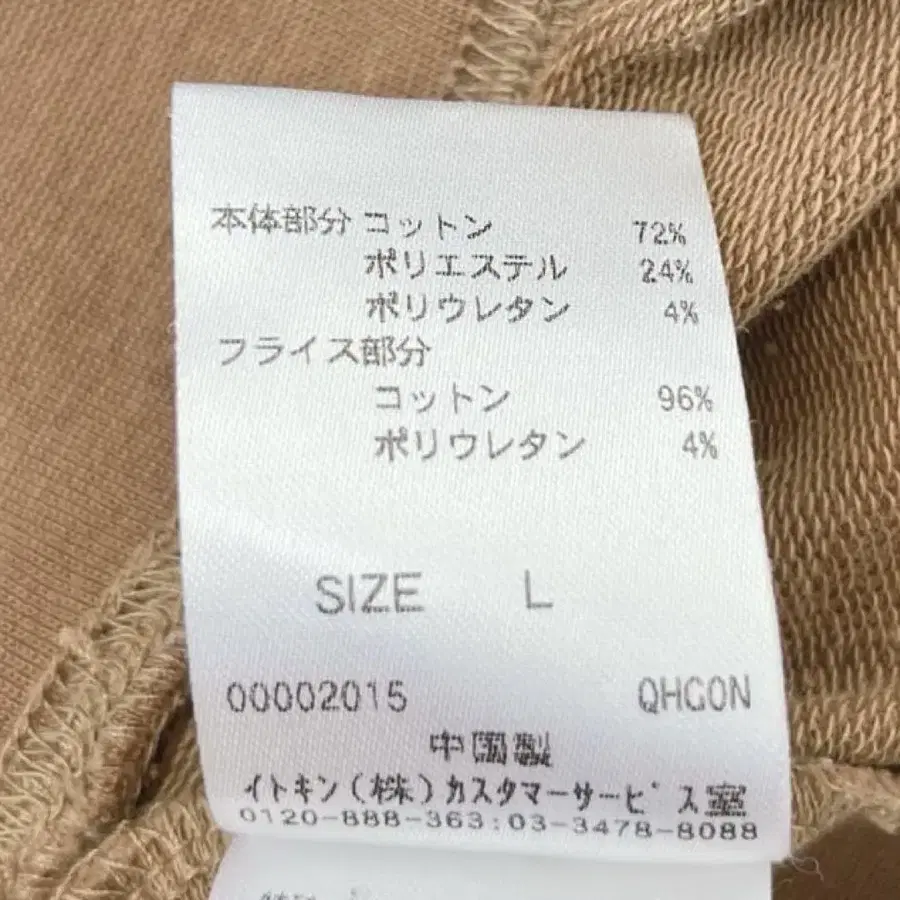 本体部分 コットン 72%
ポリエステル 24%
ポリウレタン 4%
フライス部分
コットン 96%
ポリウレタン 4%
SIZE L
00002015 QHGON
中国製
イトキン(株)カスタマーサービス室
0120-888-363:03-3478-8088